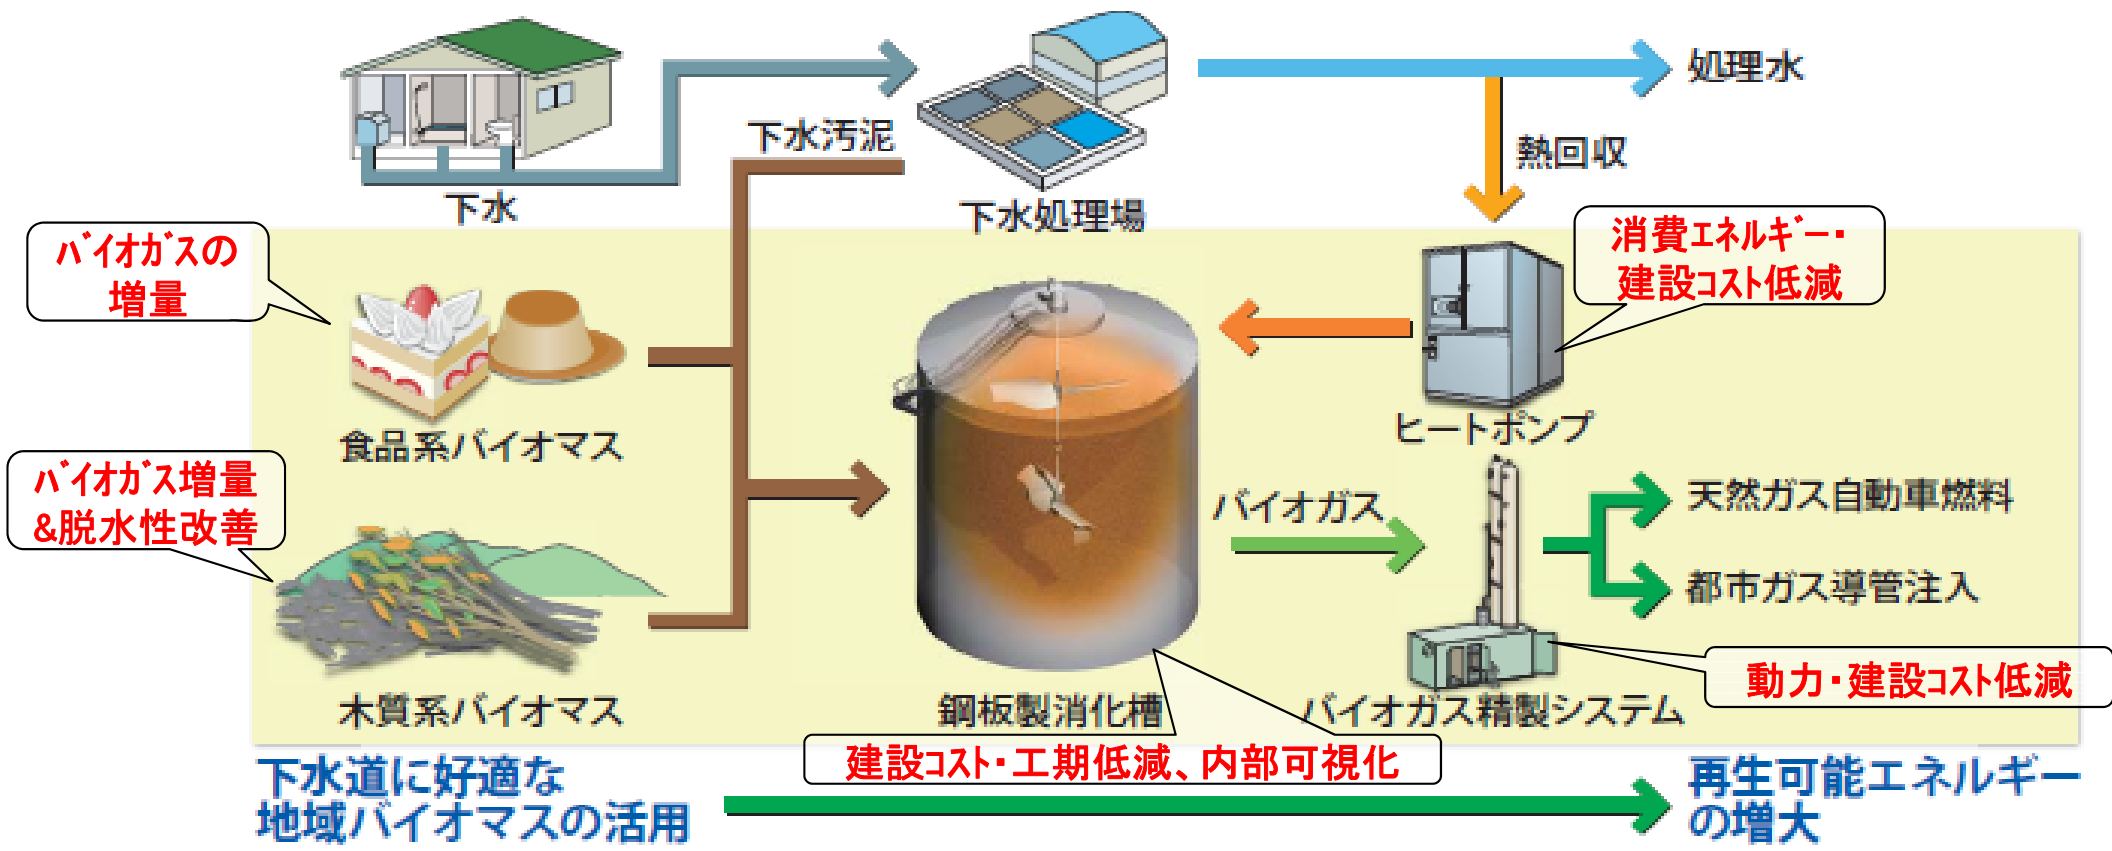 処理水
下水汚泥
熱回収
下水
下水処理場
バイオガスの
増量
消費エネルギー・
建設コスト低減
食品系バイオマス
ヒートポンプ
バイオガス増量
&脱水性改善
バイオガス
天然ガス自動車燃料
都市ガス導管注入
動力・建設コスト低減
木質系バイオマス
鋼板製消化槽
バイオガス精製システム
建設コスト・工期低減、内部可視化
下水道に好適な
地域バイオマスの活用
再生可能エネルギー
の増大